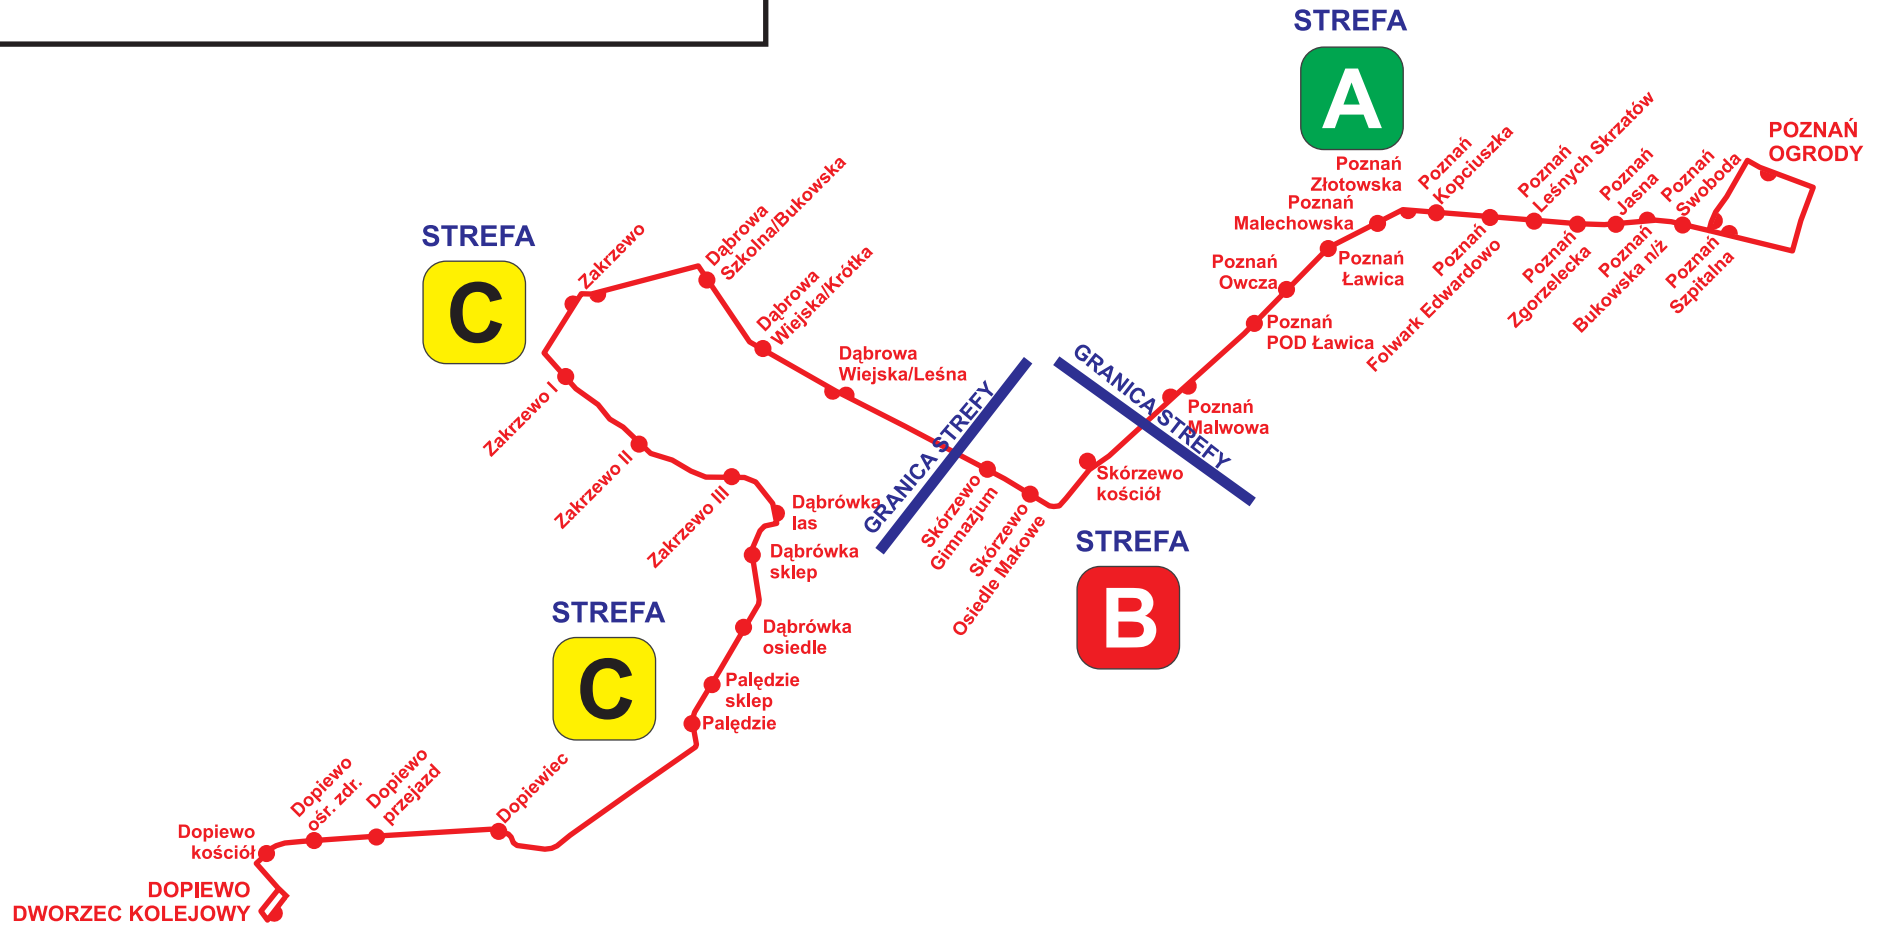 STREFA
A
POZNAŃ
OGRODY
Poznań
Swoboda
Poznań
Szpitalna
Poznań
Bukowska n/ż
Poznań
Jasna
Poznań
Zgorzelecka
Poznań
Leśnych Skrzatów
Poznań
Folwark Edwardowo
Poznań
Kopciuszka
Poznań
Złotowska
Poznań
Malechowska
Poznań
Ławica
Poznań
Owcza
Poznań
POD Ławica
Poznań
Malwowa
GRANICA STREFY
Skórzewo
kościół
STREFA
B
Skórzewo
Osiedle Makowe
Skórzewo
Gimnazjum
GRANICA STREFY
Dąbrowa
Wiejska/Leśna
Dąbrowa
Wiejska/Krótka
Dąbrowa
Szkolna/Bukowska
STREFA
C
Zakrzewo
Zakrzewo I
Zakrzewo II
Zakrzewo III
Dąbrówka
las
Dąbrówka
sklep
Dąbrówka
osiedle
STREFA
C
Palędzie
sklep
Palędzie
Dopiewiec
Dopiewo
przejazd
Dopiewo
ośr. zdr.
Dopiewo
kościół
DOPIEWO
DWORZEC KOLEJOWY